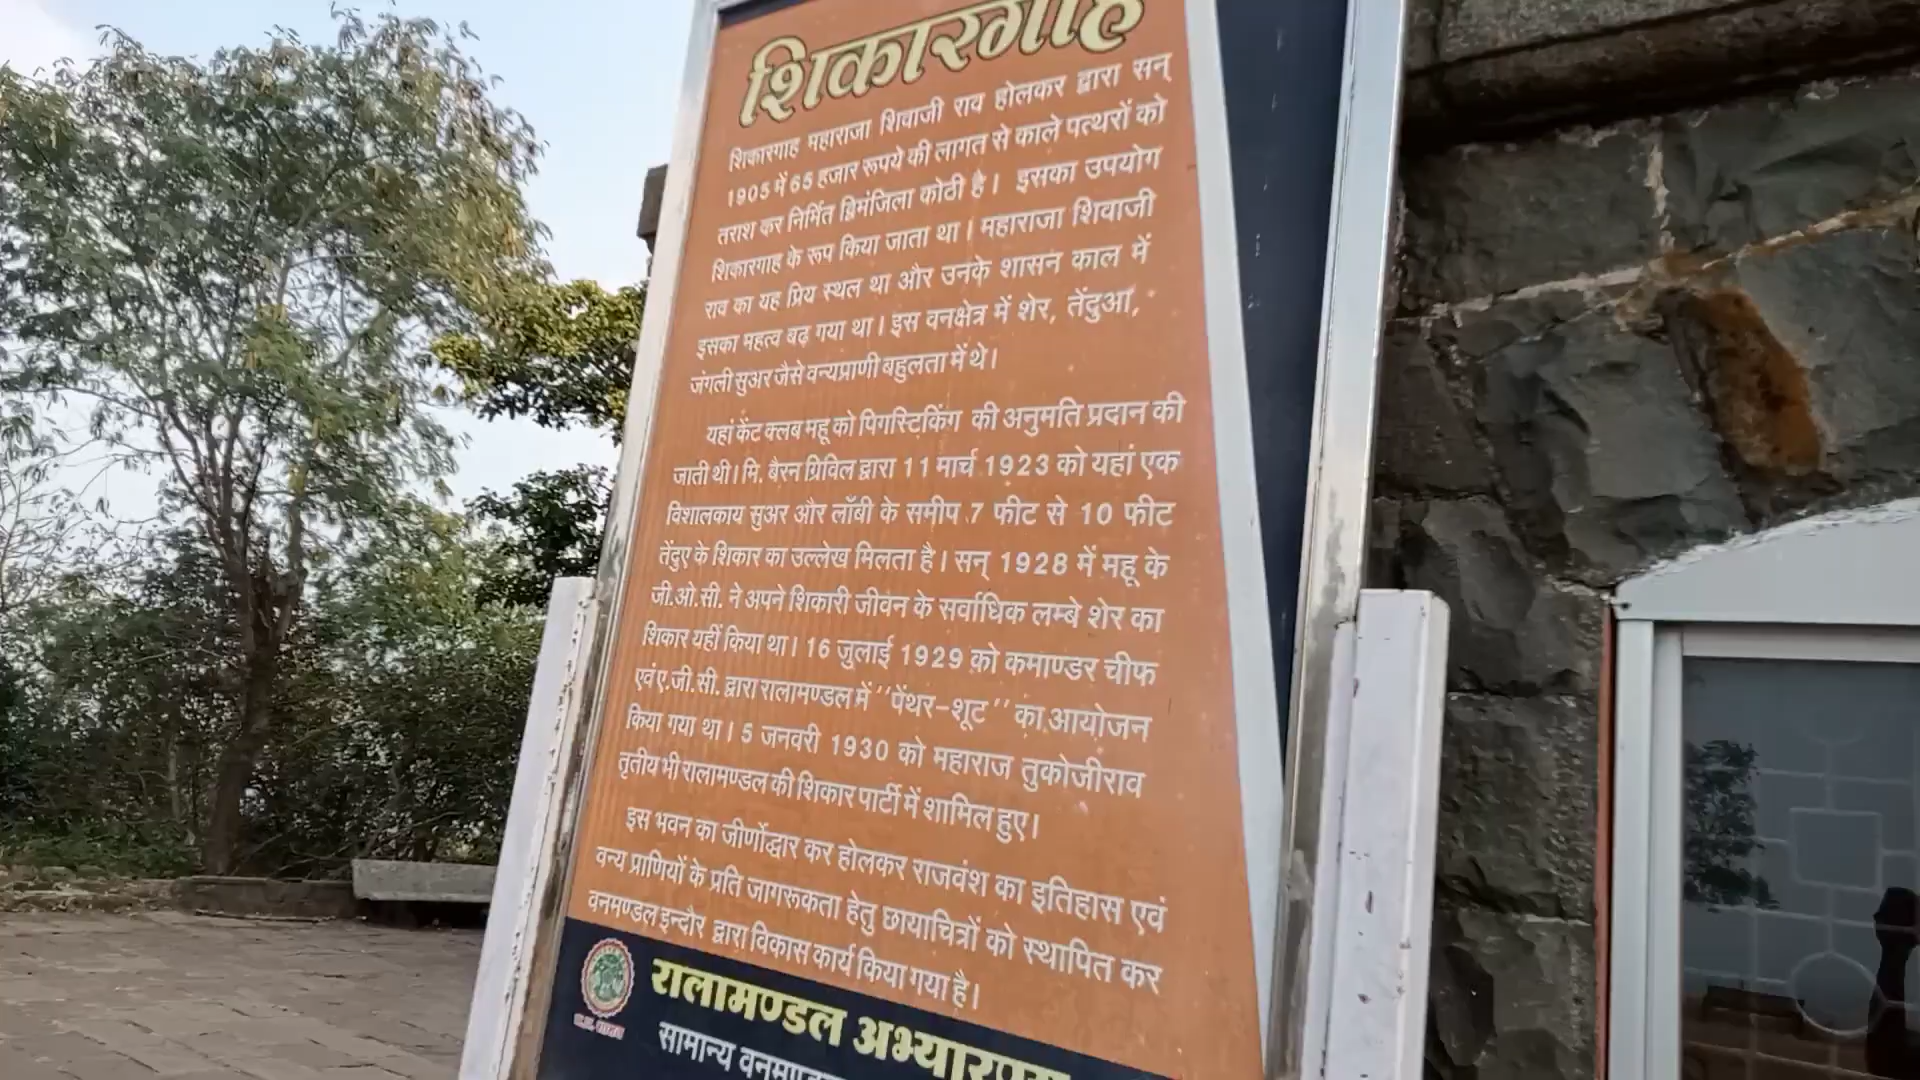 शिकारगाह
शिकारगाह महाराजा शिवाजी राव होलकर द्वारा सन्
1905 में 65 हजार रूपये की लागत से काले पत्थरों को
तराश कर निर्मित द्विमंजिला कोठी है। इसका उपयोग
शिकारगाह के रूप किया जाता था। महाराजा शिवाजी
राव का यह प्रिय स्थल था और उनके शासन काल में
इसका महत्व बढ़ गया था। इस वनक्षेत्र में शेर, तेंदुआ,
जंगली सुअर जैसे वन्यप्राणी बहुलता में थे।
यहां केंट क्लब महू को पिगस्टिकिंग की अनुमति प्रदान की
जाती थी। मि. बैरन ग्रिविल द्वारा 11 मार्च 1923 को यहां एक
विशालकाय सुअर और लॉबी के समीप 7 फीट से 10 फीट
तेंदुए के शिकार का उल्लेख मिलता है। सन् 1928 में महू के
जी.ओ.सी. ने अपने शिकारी जीवन के सर्वाधिक लम्बे शेर का
शिकार यहीं किया था। 16 जुलाई 1929 को कमाण्डर चीफ
एवं ए.जी.सी. द्वारा रालामण्डल में ''पेंथर-शूट'' का आयोजन
किया गया था। 5 जनवरी 1930 को महाराज तुकोजीराव
तृतीय भी रालामण्डल की शिकार पार्टी में शामिल हुए।
इस भवन का जीर्णोद्धार कर होलकर राजवंश का इतिहास एवं
वन्य प्राणियों के प्रति जागरूकता हेतु छायाचित्रों को स्थापित कर
वनमण्डल इन्दौर द्वारा विकास कार्य किया गया है।
रालामण्डल अभ्यारण्य
सामान्य